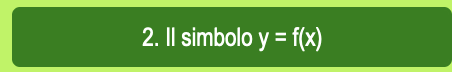 2. Il simbolo y = f(x)